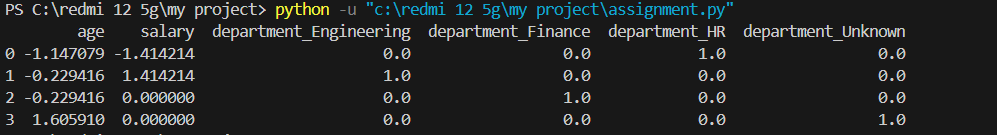 PS C:\redmi 12 5g\my project> python -u "c:\redmi 12 5g\my project\assignment.py"
age salary department_Engineering department_Finance department_HR department_Unknown
0 -1.147079 -1.414214 0.0 0.0 1.0 0.0
1 -0.229416 1.414214 1.0 0.0 0.0 0.0
2 -0.229416 0.000000 0.0 1.0 0.0 0.0
3 1.605910 0.000000 0.0 0.0 0.0 1.0